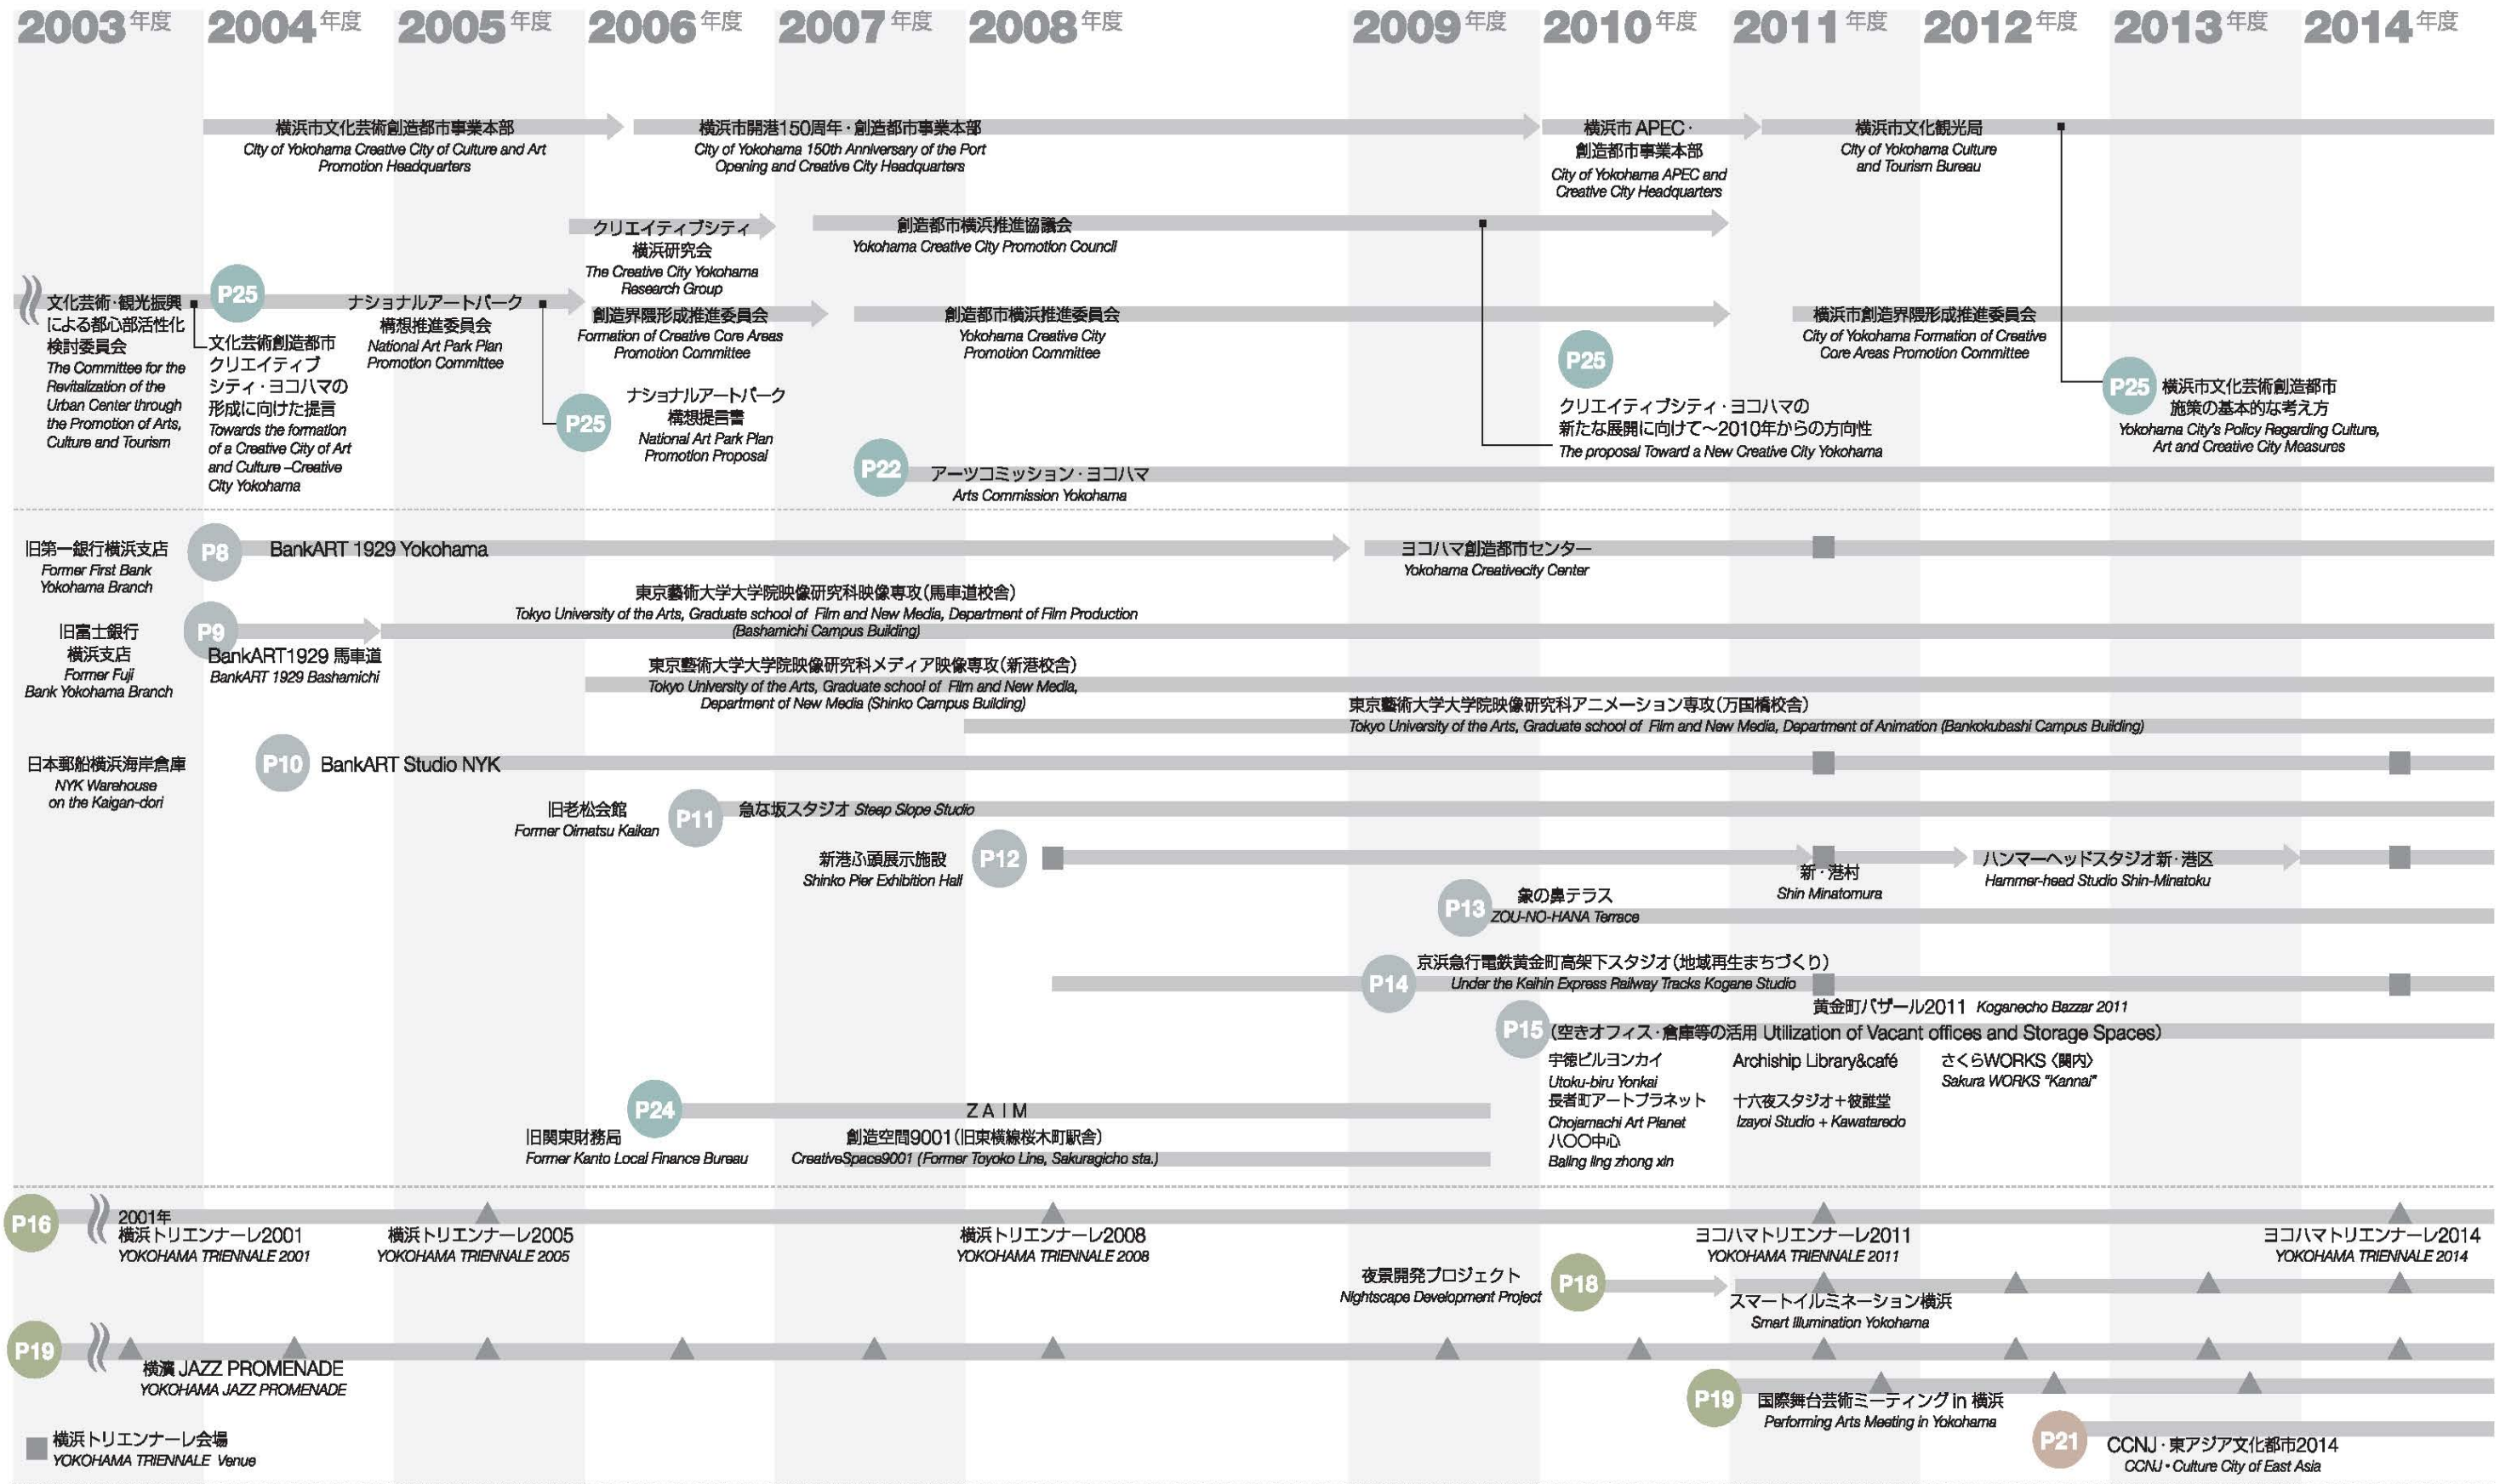 2003年度 2004年度 2005年度 2006年度 2007年度 2008年度 2009年度 2010年度 2011年度 2012年度 2013年度 2014年度
横浜市文化芸術創造都市事業本部
City of Yokohama Creative City of Culture and Art
Promotion Headquarters
横浜市開港150周年・創造都市事業本部
City of Yokohama 150th Anniversary of the Port
Opening and Creative City Headquarters
横浜市 APEC・
創造都市事業本部
City of Yokohama APEC and
Creative City Headquarters
横浜市文化観光局
City of Yokohama Culture
and Tourism Bureau
クリエイティブシティ
横浜研究会
The Creative City Yokohama
Research Group
創造都市横浜推進協議会
Yokohama Creative City Promotion Council
文化芸術・観光振興
による都心部活性化
検討委員会
The Committee for the
Revitalization of the
Urban Center through
the Promotion of Arts,
Culture and Tourism
P25
文化芸術創造都市
クリエイティブ
シティ・ヨコハマの
形成に向けた提言
Towards the formation
of a Creative City of Art
and Culture –Creative
City Yokohama
ナショナルアートパーク
構想推進委員会
National Art Park Plan
Promotion Committee
創造界隈形成推進委員会
Formation of Creative Core Areas
Promotion Committee
創造都市横浜推進委員会
Yokohama Creative City
Promotion Committee
横浜市創造界隈形成推進委員会
City of Yokohama Formation of Creative
Core Areas Promotion Committee
P25
ナショナルアートパーク
構想提言書
National Art Park Plan
Promotion Proposal
P25
クリエイティブシティ・ヨコハマの
新たな展開に向けて〜2010年からの方向性
The proposal Toward a New Creative City Yokohama
P25
横浜市文化芸術創造都市
施策の基本的な考え方
Yokohama City's Policy Regarding Culture,
Art and Creative City Measures
P22
アーツコミッション・ヨコハマ
Arts Commission Yokohama
旧第一銀行横浜支店
Former First Bank
Yokohama Branch
P8
BankART 1929 Yokohama
ヨコハマ創造都市センター
Yokohama Creativecity Center
旧富士銀行
横浜支店
Former Fuji
Bank Yokohama Branch
P9
BankART1929 馬車道
BankART 1929 Bashamichi
東京藝術大学大学院映像研究科映像専攻（馬車道校舎）
Tokyo University of the Arts, Graduate school of Film and New Media, Department of Film Production
(Bashamichi Campus Building)
東京藝術大学大学院映像研究科メディア映像専攻（新港校舎）
Tokyo University of the Arts, Graduate school of Film and New Media,
Department of New Media (Shinko Campus Building)
東京藝術大学大学院映像研究科アニメーション専攻（万国橋校舎）
Tokyo University of the Arts, Graduate school of Film and New Media, Department of Animation (Bankokubashi Campus Building)
日本郵船横浜海岸倉庫
NYK Warehouse
on the Kaigan-dori
P10
BankART Studio NYK
旧老松会館
Former Oimatsu Kaikan
P11
急な坂スタジオ Steep Slope Studio
新港ふ頭展示施設
Shinko Pier Exhibition Hall
P12
新・港村
Shin Minatomura
ハンマーヘッドスタジオ新・港区
Hammer-head Studio Shin-Minatoku
P13
象の鼻テラス
ZOU-NO-HANA Terrace
P14
京浜急行電鉄黄金町高架下スタジオ（地域再生まちづくり）
Under the Keihin Express Railway Tracks Kogane Studio
黄金町バザール2011 Koganecho Bazzar 2011
P15
（空きオフィス・倉庫等の活用 Utilization of Vacant offices and Storage Spaces）
宇徳ビルヨンカイ
Utoku-biru Yonkai
長者町アートプラネット
Chojamachi Art Planet
八〇〇中心
Baling ling zhong xin
Archiship Library&café
十六夜スタジオ＋彼誰堂
Izayoi Studio + Kawataredo
さくらWORKS〈関内〉
Sakura WORKS "Kannai"
P24
旧関東財務局
Former Kanto Local Finance Bureau
ZAIM
創造空間9001（旧東横線桜木町駅舎）
CreativeSpace9001 (Former Toyoko Line, Sakuragicho sta.)
P16
2001年
横浜トリエンナーレ2001
YOKOHAMA TRIENNALE 2001
横浜トリエンナーレ2005
YOKOHAMA TRIENNALE 2005
横浜トリエンナーレ2008
YOKOHAMA TRIENNALE 2008
ヨコハマトリエンナーレ2011
YOKOHAMA TRIENNALE 2011
ヨコハマトリエンナーレ2014
YOKOHAMA TRIENNALE 2014
夜景開発プロジェクト
Nightscape Development Project
P18
スマートイルミネーション横浜
Smart Illumination Yokohama
P19
横濱 JAZZ PROMENADE
YOKOHAMA JAZZ PROMENADE
P19
国際舞台芸術ミーティング in 横浜
Performing Arts Meeting in Yokohama
P21
CCNJ・東アジア文化都市2014
CCNJ・Culture City of East Asia
横浜トリエンナーレ会場
YOKOHAMA TRIENNALE Venue